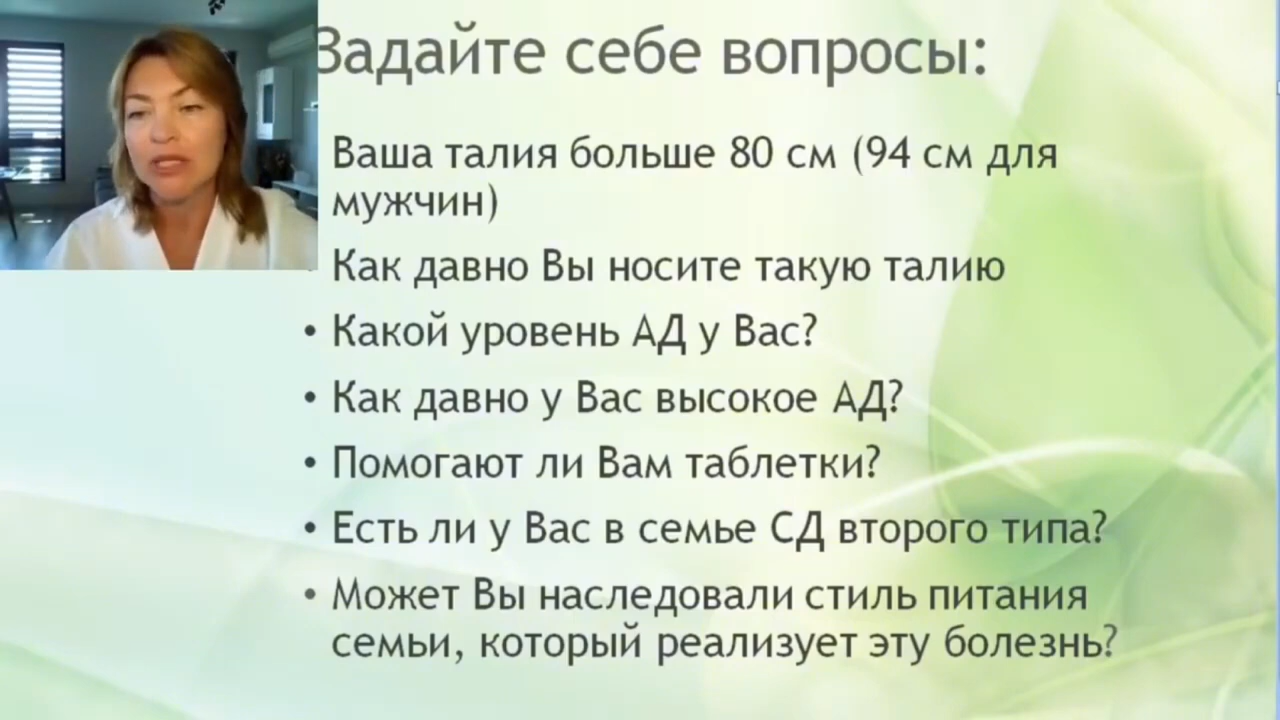 Задайте себе вопросы:
Ваша талия больше 80 см (94 см для
мужчин)
Как давно Вы носите такую талию
• Какой уровень АД у Вас?
• Как давно у Вас высокое АД?
• Помогают ли Вам таблетки?
• Есть ли у Вас в семье СД второго типа?
• Может Вы наследовали стиль питания
семьи, который реализует эту болезнь?